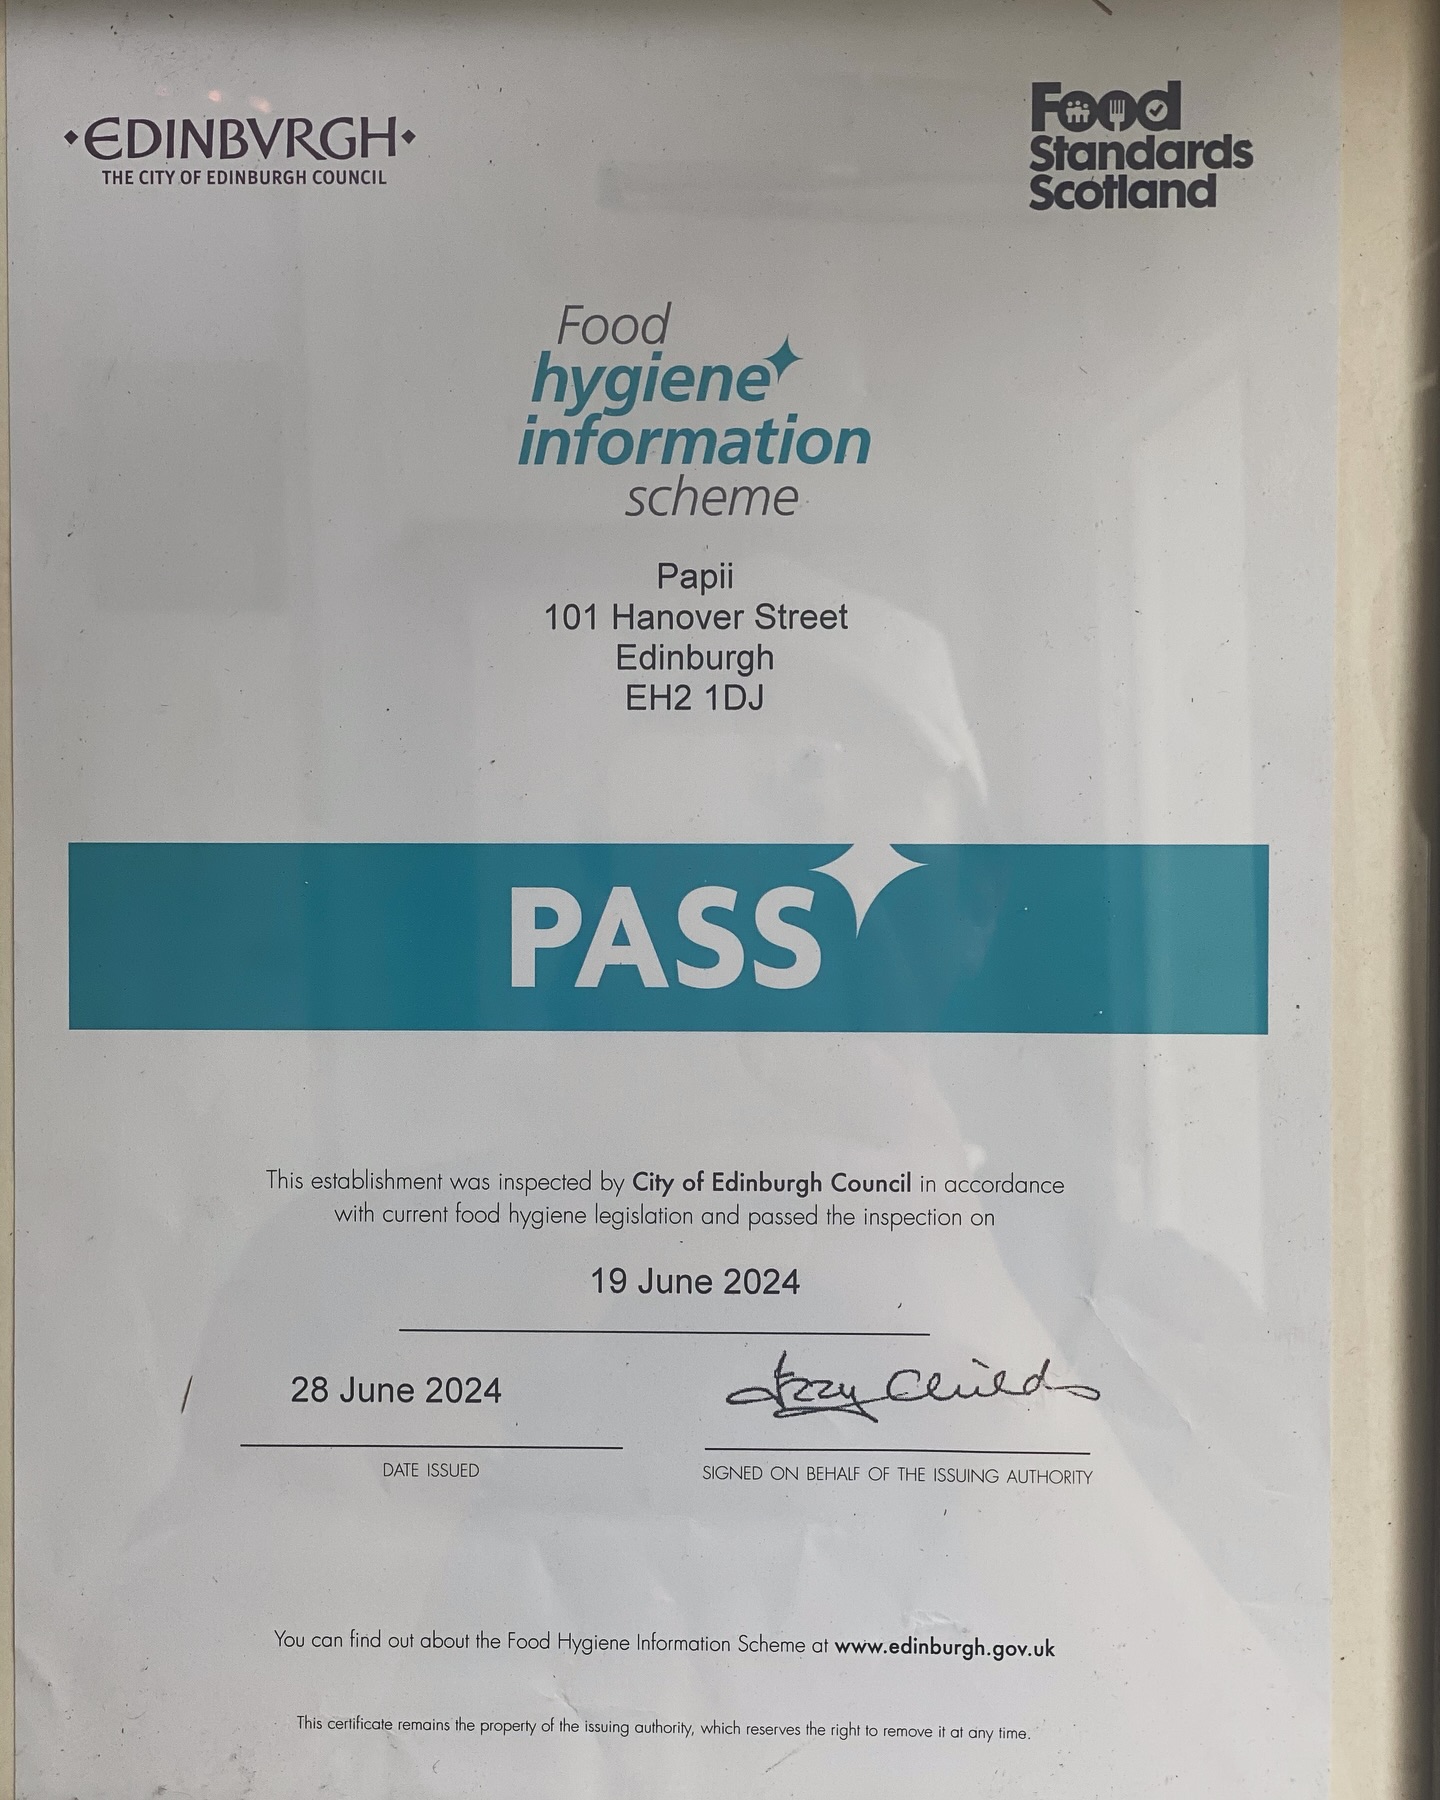 EDINBVRGH
THE CITY OF EDINBURGH COUNCIL
Food
Standards
Scotland
Food
hygiene
information
scheme
Papii
101 Hanover Street
Edinburgh
EH2 1DJ
PASS
This establishment was inspected by City of Edinburgh Council in accordance
with current food hygiene legislation and passed the inspection on
19 June 2024
28 June 2024
DATE ISSUED
SIGNED ON BEHALF OF THE ISSUING AUTHORITY
You can find out about the Food Hygiene Information Scheme at www.edinburgh.gov.uk
This certificate remains the property of the issuing authority, which reserves the right to remove it at any time.